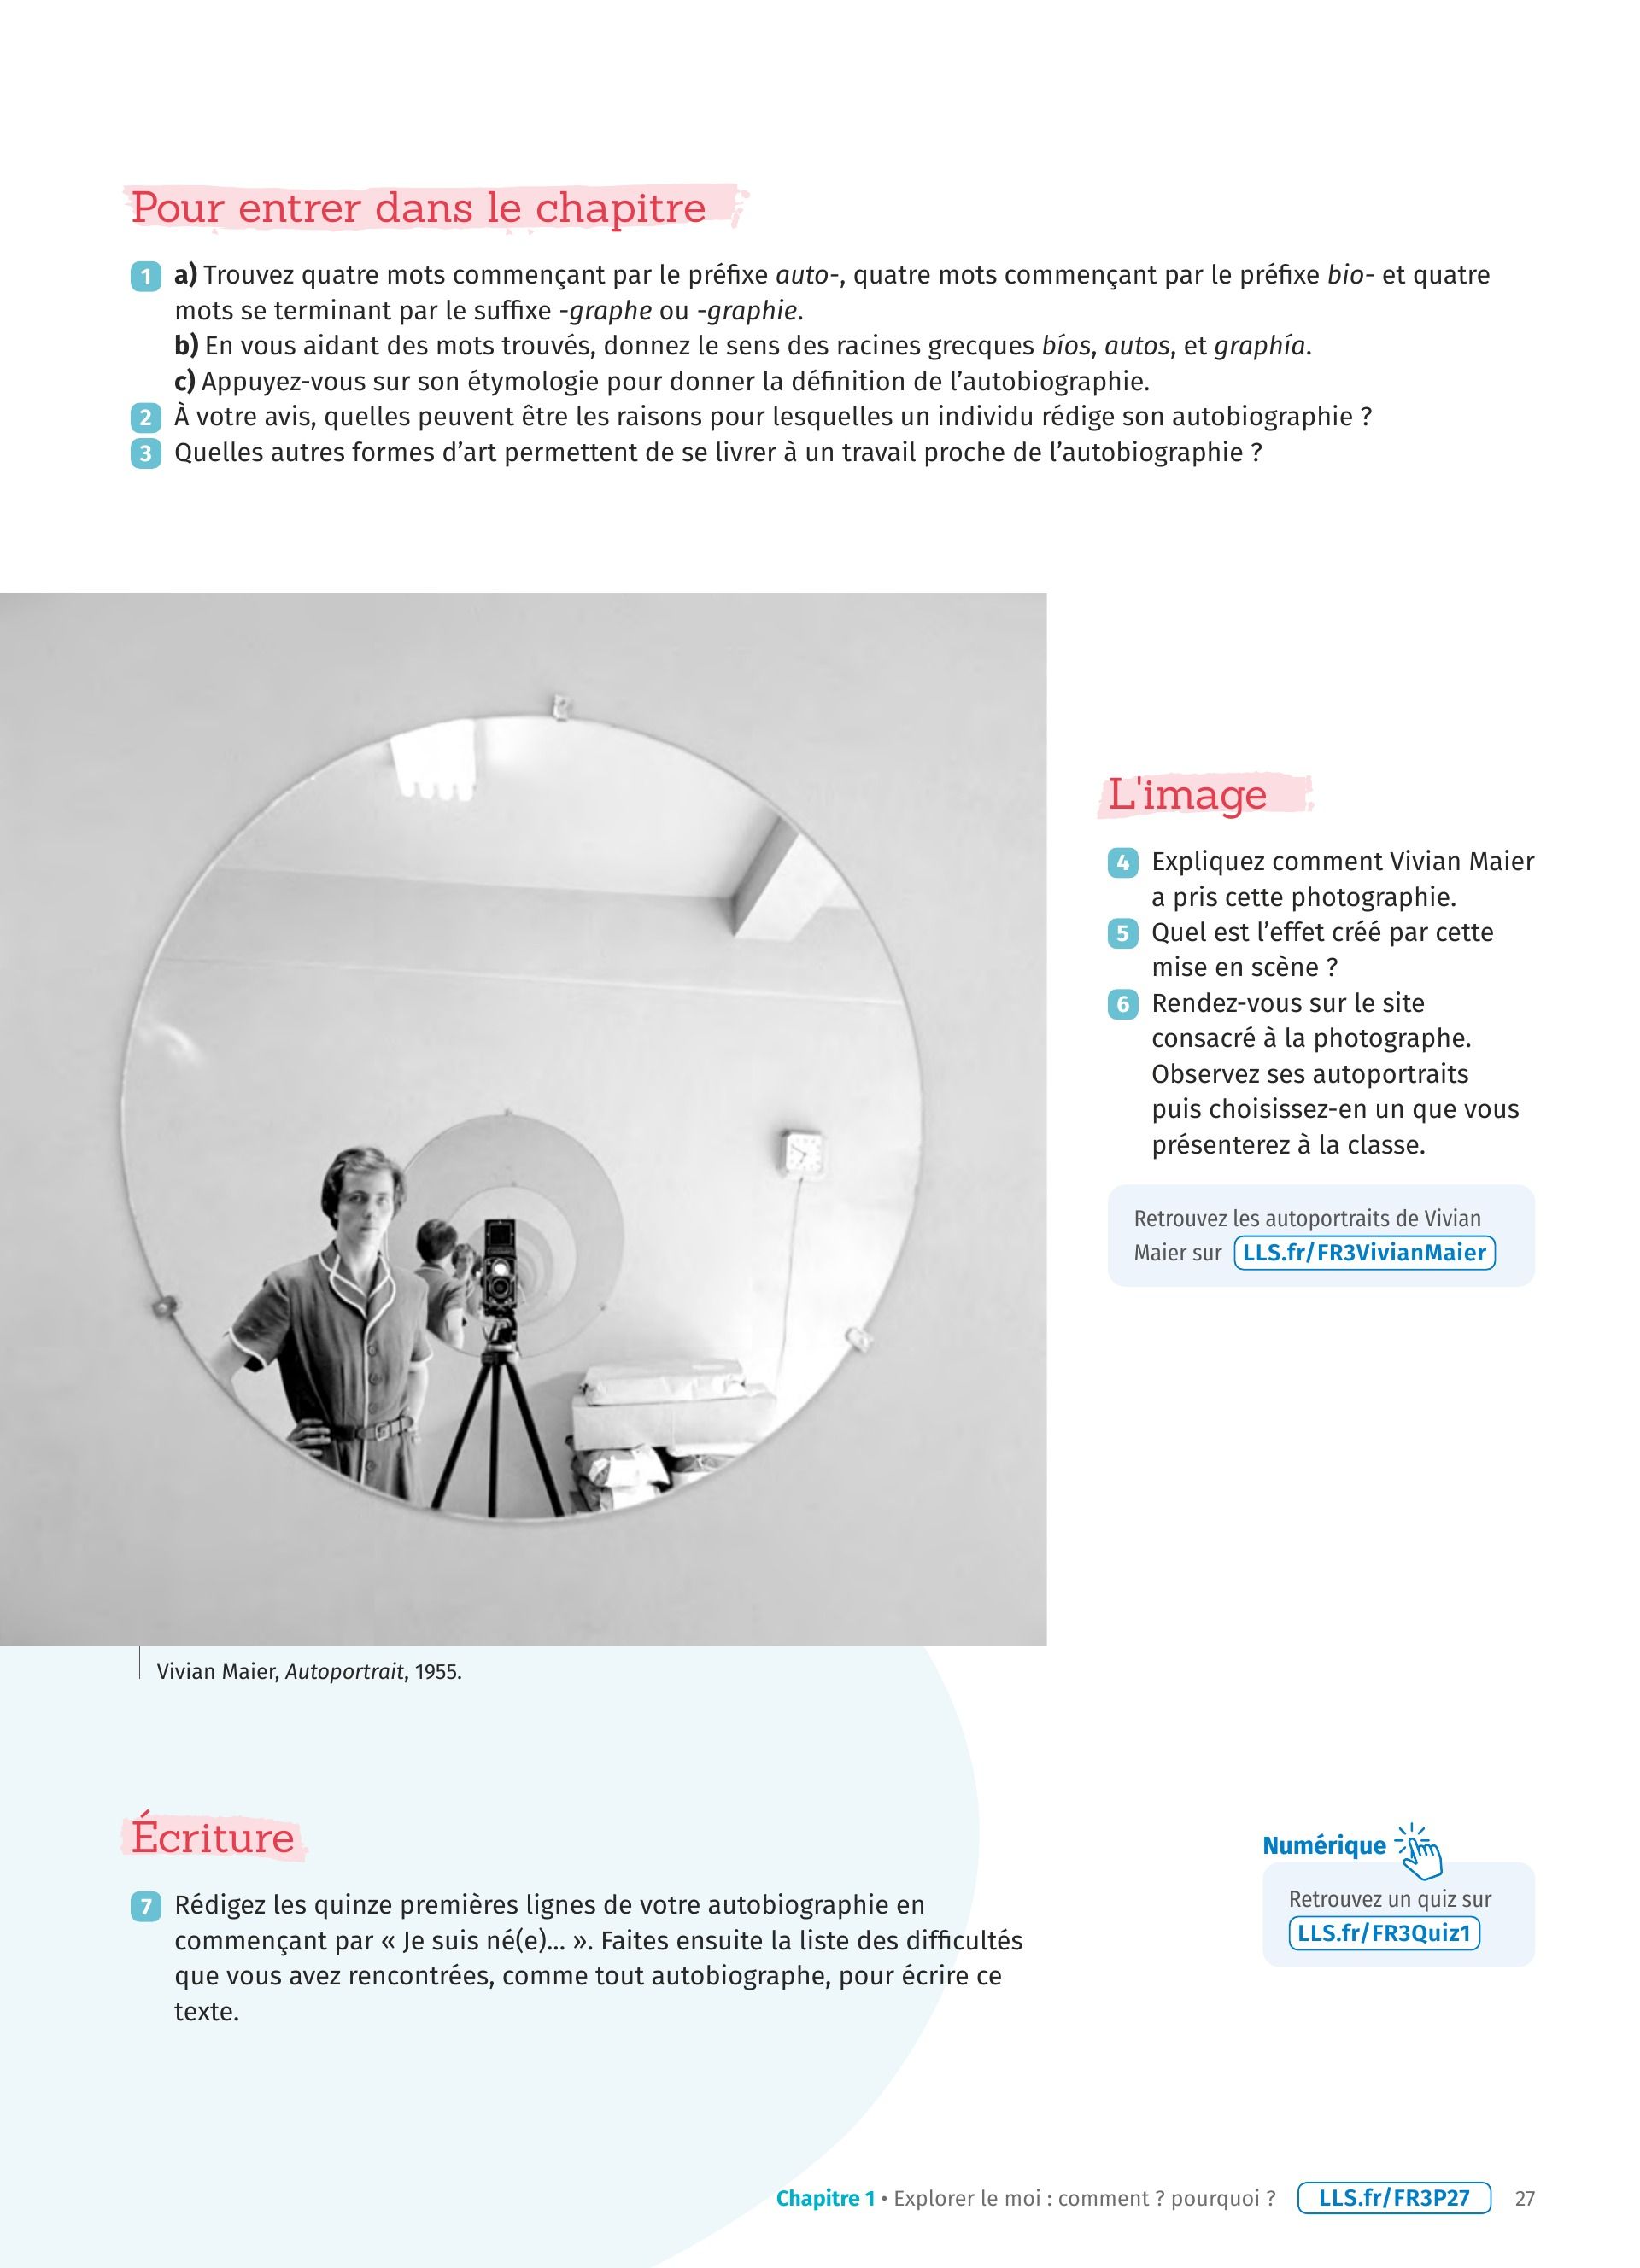 Pour entrer dans le chapitre
1 a) Trouvez quatre mots commençant par le préfixe auto-, quatre mots commençant par le préfixe bio- et quatre
mots se terminant par le suffixe -graphe ou -graphie.
b) En vous aidant des mots trouvés, donnez le sens des racines grecques bíos, autos, et graphía.
c) Appuyez-vous sur son étymologie pour donner la définition de l’autobiographie.
2 À votre avis, quelles peuvent être les raisons pour lesquelles un individu rédige son autobiographie ?
3 Quelles autres formes d’art permettent de se livrer à un travail proche de l’autobiographie ?
L'image
4 Expliquez comment Vivian Maier
a pris cette photographie.
5 Quel est l’effet créé par cette
mise en scène ?
6 Rendez-vous sur le site
consacré à la photographe.
Observez ses autoportraits
puis choisissez-en un que vous
présenterez à la classe.
Retrouvez les autoportraits de Vivian
Maier sur LLS.fr/FR3VivianMaier
Vivian Maier, Autoportrait, 1955.
Écriture
7 Rédigez les quinze premières lignes de votre autobiographie en
commençant par « Je suis né(e)... ». Faites ensuite la liste des difficultés
que vous avez rencontrées, comme tout autobiographe, pour écrire ce
texte.
Numérique
Retrouvez un quiz sur
LLS.fr/FR3Quiz1
Chapitre 1 • Explorer le moi : comment ? pourquoi ? LLS.fr/FR3P27 27